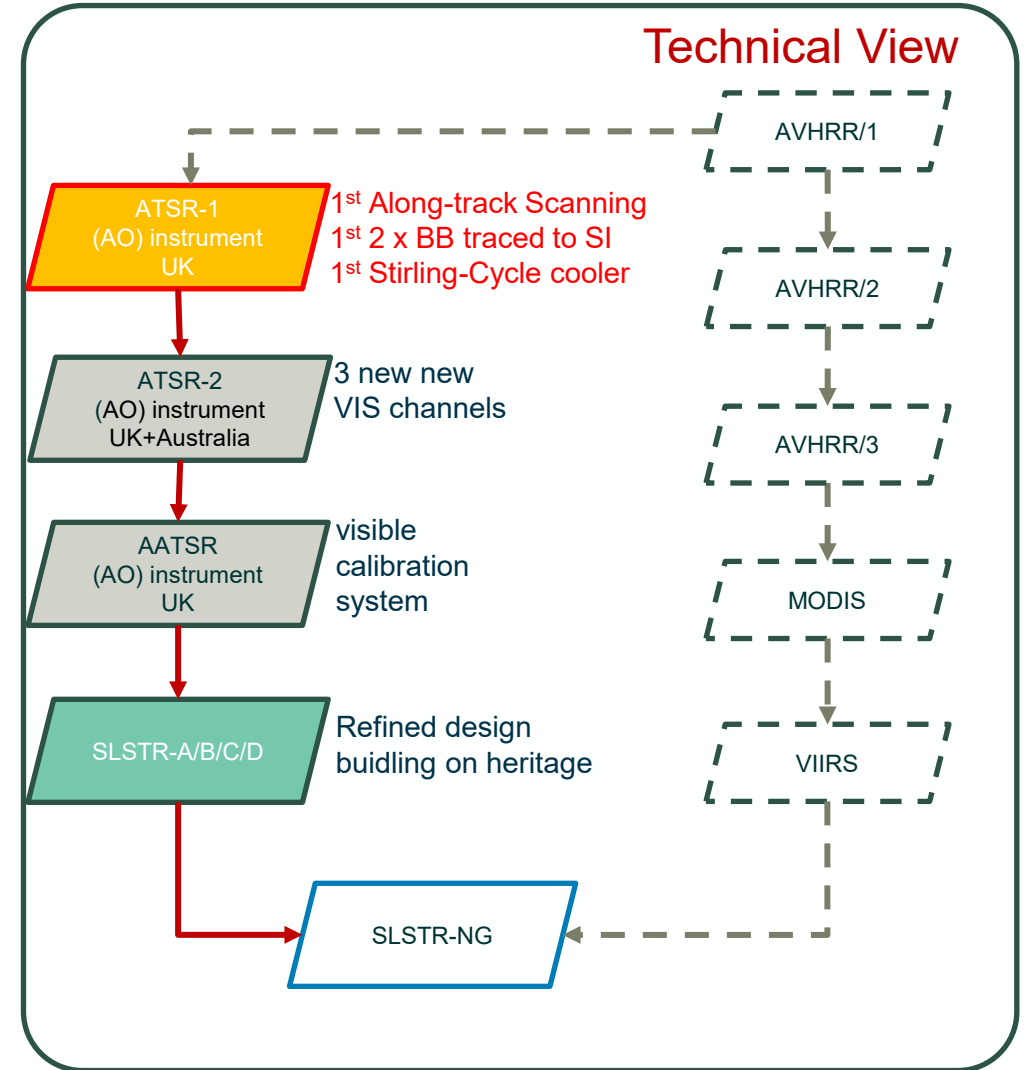 Technical View
AVHRR/1
ATSR-1
(AO) instrument
UK
1st Along-track Scanning
1st 2 x BB traced to SI
1st Stirling-Cycle cooler
AVHRR/2
ATSR-2
(AO) instrument
UK+Australia
3 new new
VIS channels
AVHRR/3
AATSR
(AO) instrument
UK
visible
calibration
system
MODIS
SLSTR-A/B/C/D
Refined design
buidling on heritage
VIIRS
SLSTR-NG